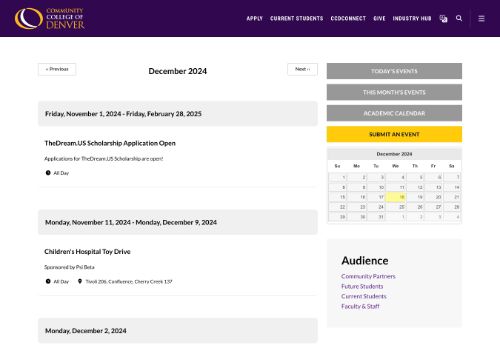 COMMUNITY
COLLEGE OF
DENVER
APPLY CURRENT STUDENTS CCDCONNECT GIVE INDUSTRY HUB
« Previous
December 2024
Next »
Friday, November 1, 2024 - Friday, February 28, 2025
TheDream.US Scholarship Application Open
Applications for TheDream.US Scholarship are open!
All Day
Monday, November 11, 2024 - Monday, December 9, 2024
Children's Hospital Toy Drive
Sponsored by Psi Beta
All Day Tivoli 206, Confluence, Cherry Creek 137
Monday, December 2, 2024
TODAY'S EVENTS
THIS MONTH'S EVENTS
ACADEMIC CALENDAR
SUBMIT AN EVENT
December 2024
Su Mo Tu We Th Fr Sa
1 2 3 4 5 6 7
8 9 10 11 12 13 14
15 16 17 18 19 20 21
22 23 24 25 26 27 28
29 30 31 1 2 3 4
Audience
Community Partners
Future Students
Current Students
Faculty & Staff